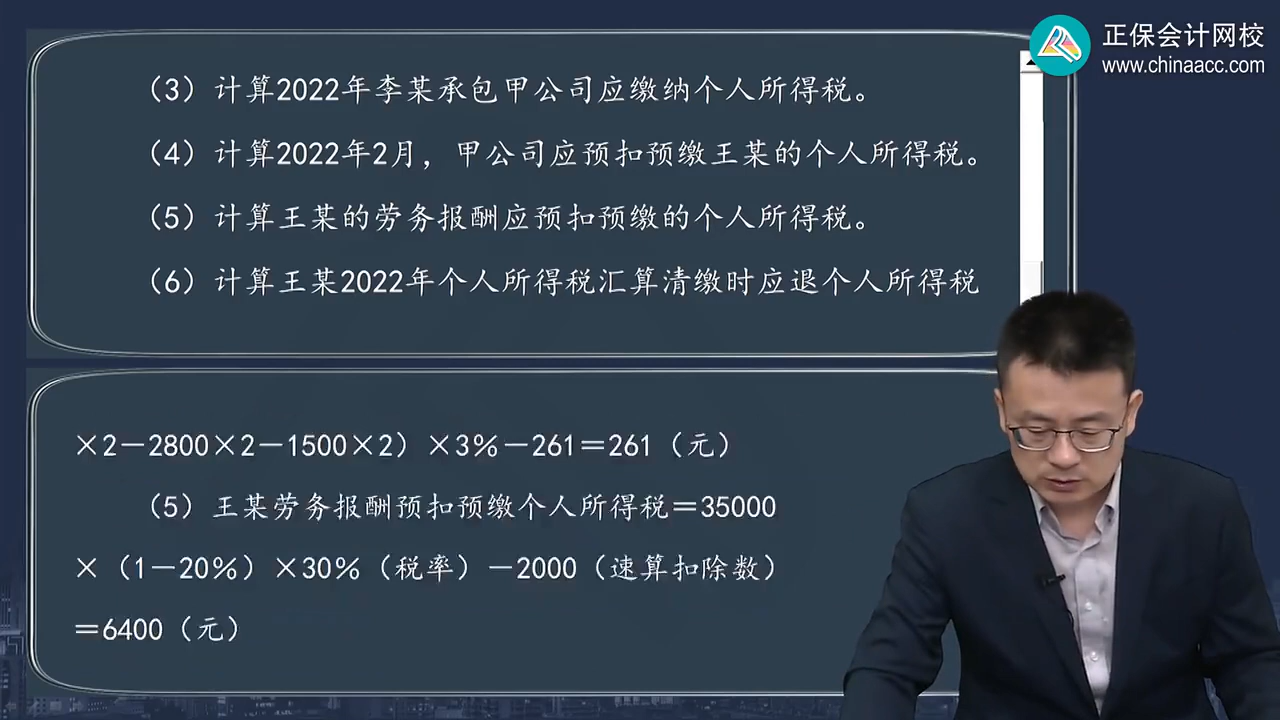 正保会计网校
www.chinaacc.com
（3）计算2022年李某承包甲公司应缴纳个人所得税。
（4）计算2022年2月，甲公司应预扣预缴王某的个人所得税。
（5）计算王某的劳务报酬应预扣预缴的个人所得税。
（6）计算王某2022年个人所得税汇算清缴时应退个人所得税
×2－2800×2－1500×2）×3％－261＝261（元）
（5）王某劳务报酬预扣预缴个人所得税＝35000
×（1－20％）×30％（税率）－2000（速算扣除数）
＝6400（元）